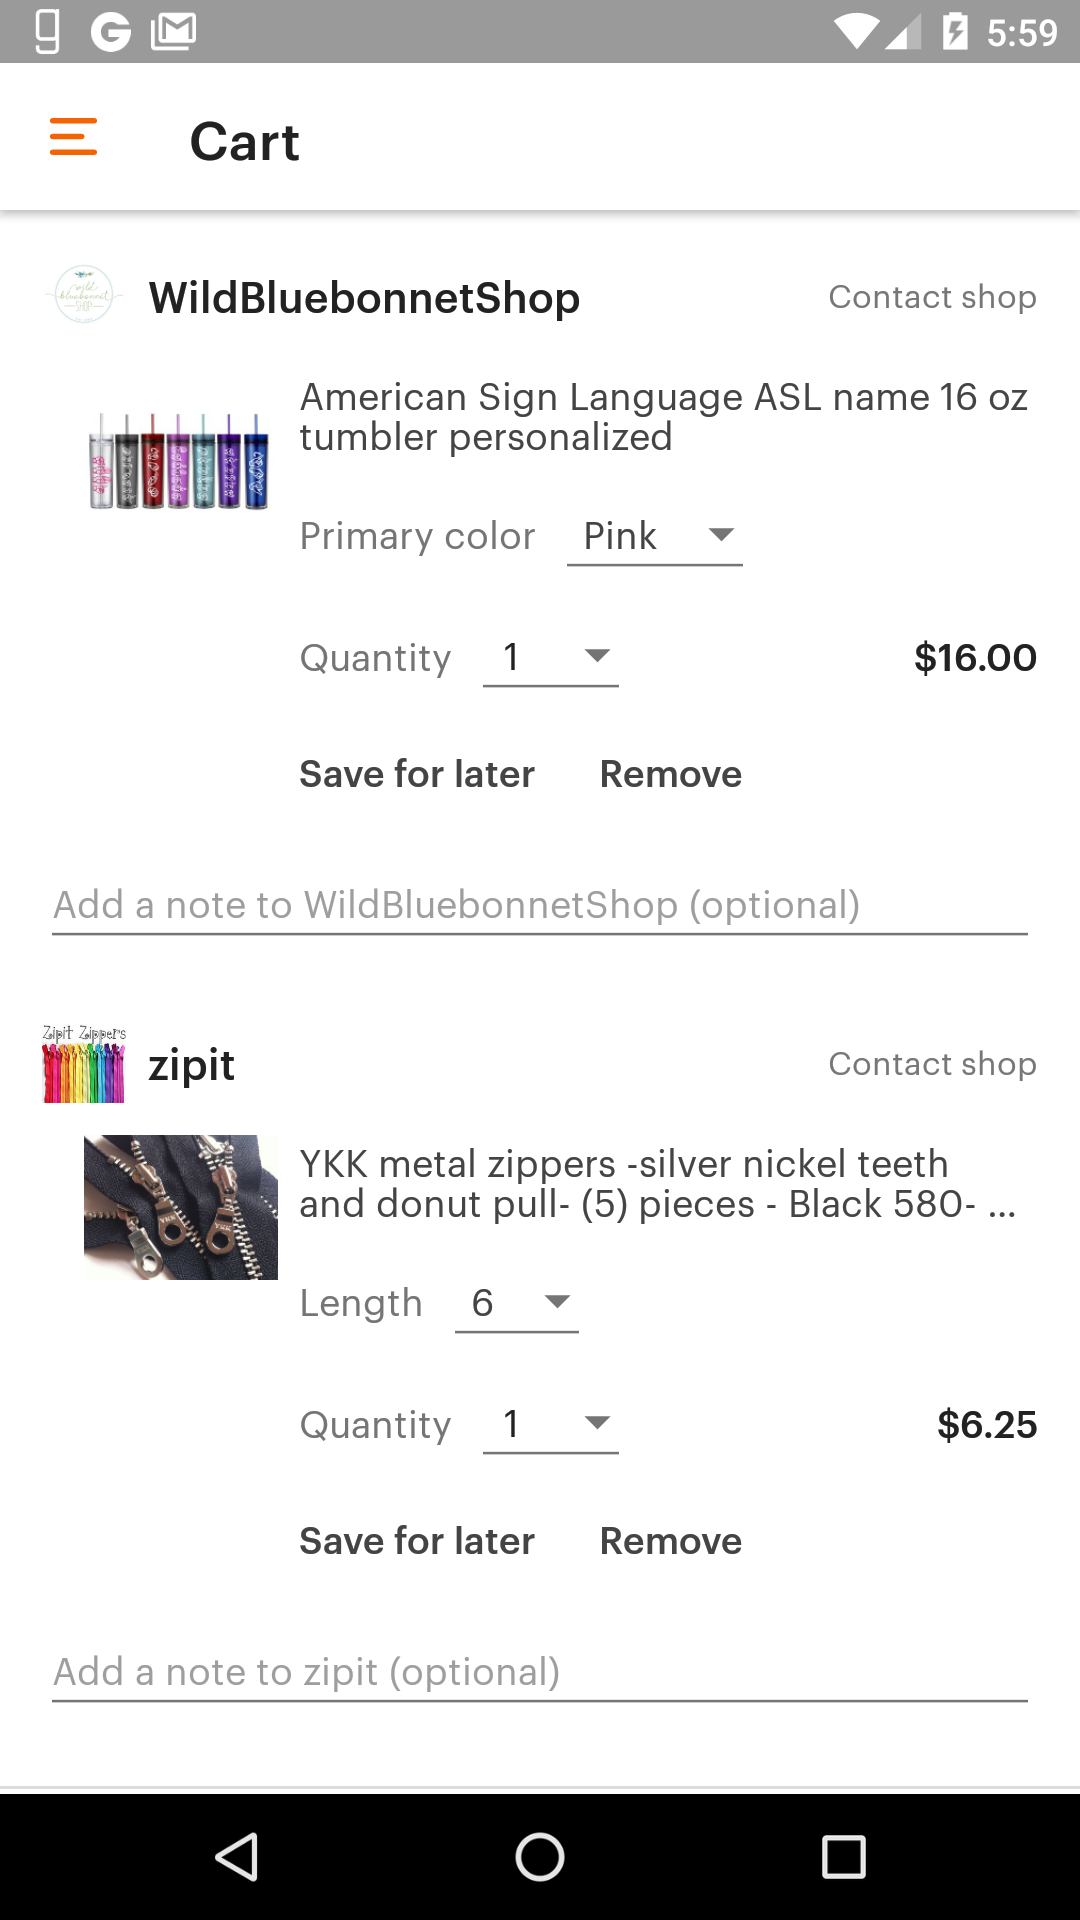 5:59
Cart
wild
bluebonnet
SHOP
WildBluebonnetShop
Contact shop
American Sign Language ASL name 16 oz
tumbler personalized
Primary color Pink
Quantity 1 $16.00
Save for later Remove
Add a note to WildBluebonnetShop (optional)
Zipit Zippers
zipit
Contact shop
YKK metal zippers -silver nickel teeth
and donut pull- (5) pieces - Black 580- ...
Length 6
Quantity 1 $6.25
Save for later Remove
Add a note to zipit (optional)